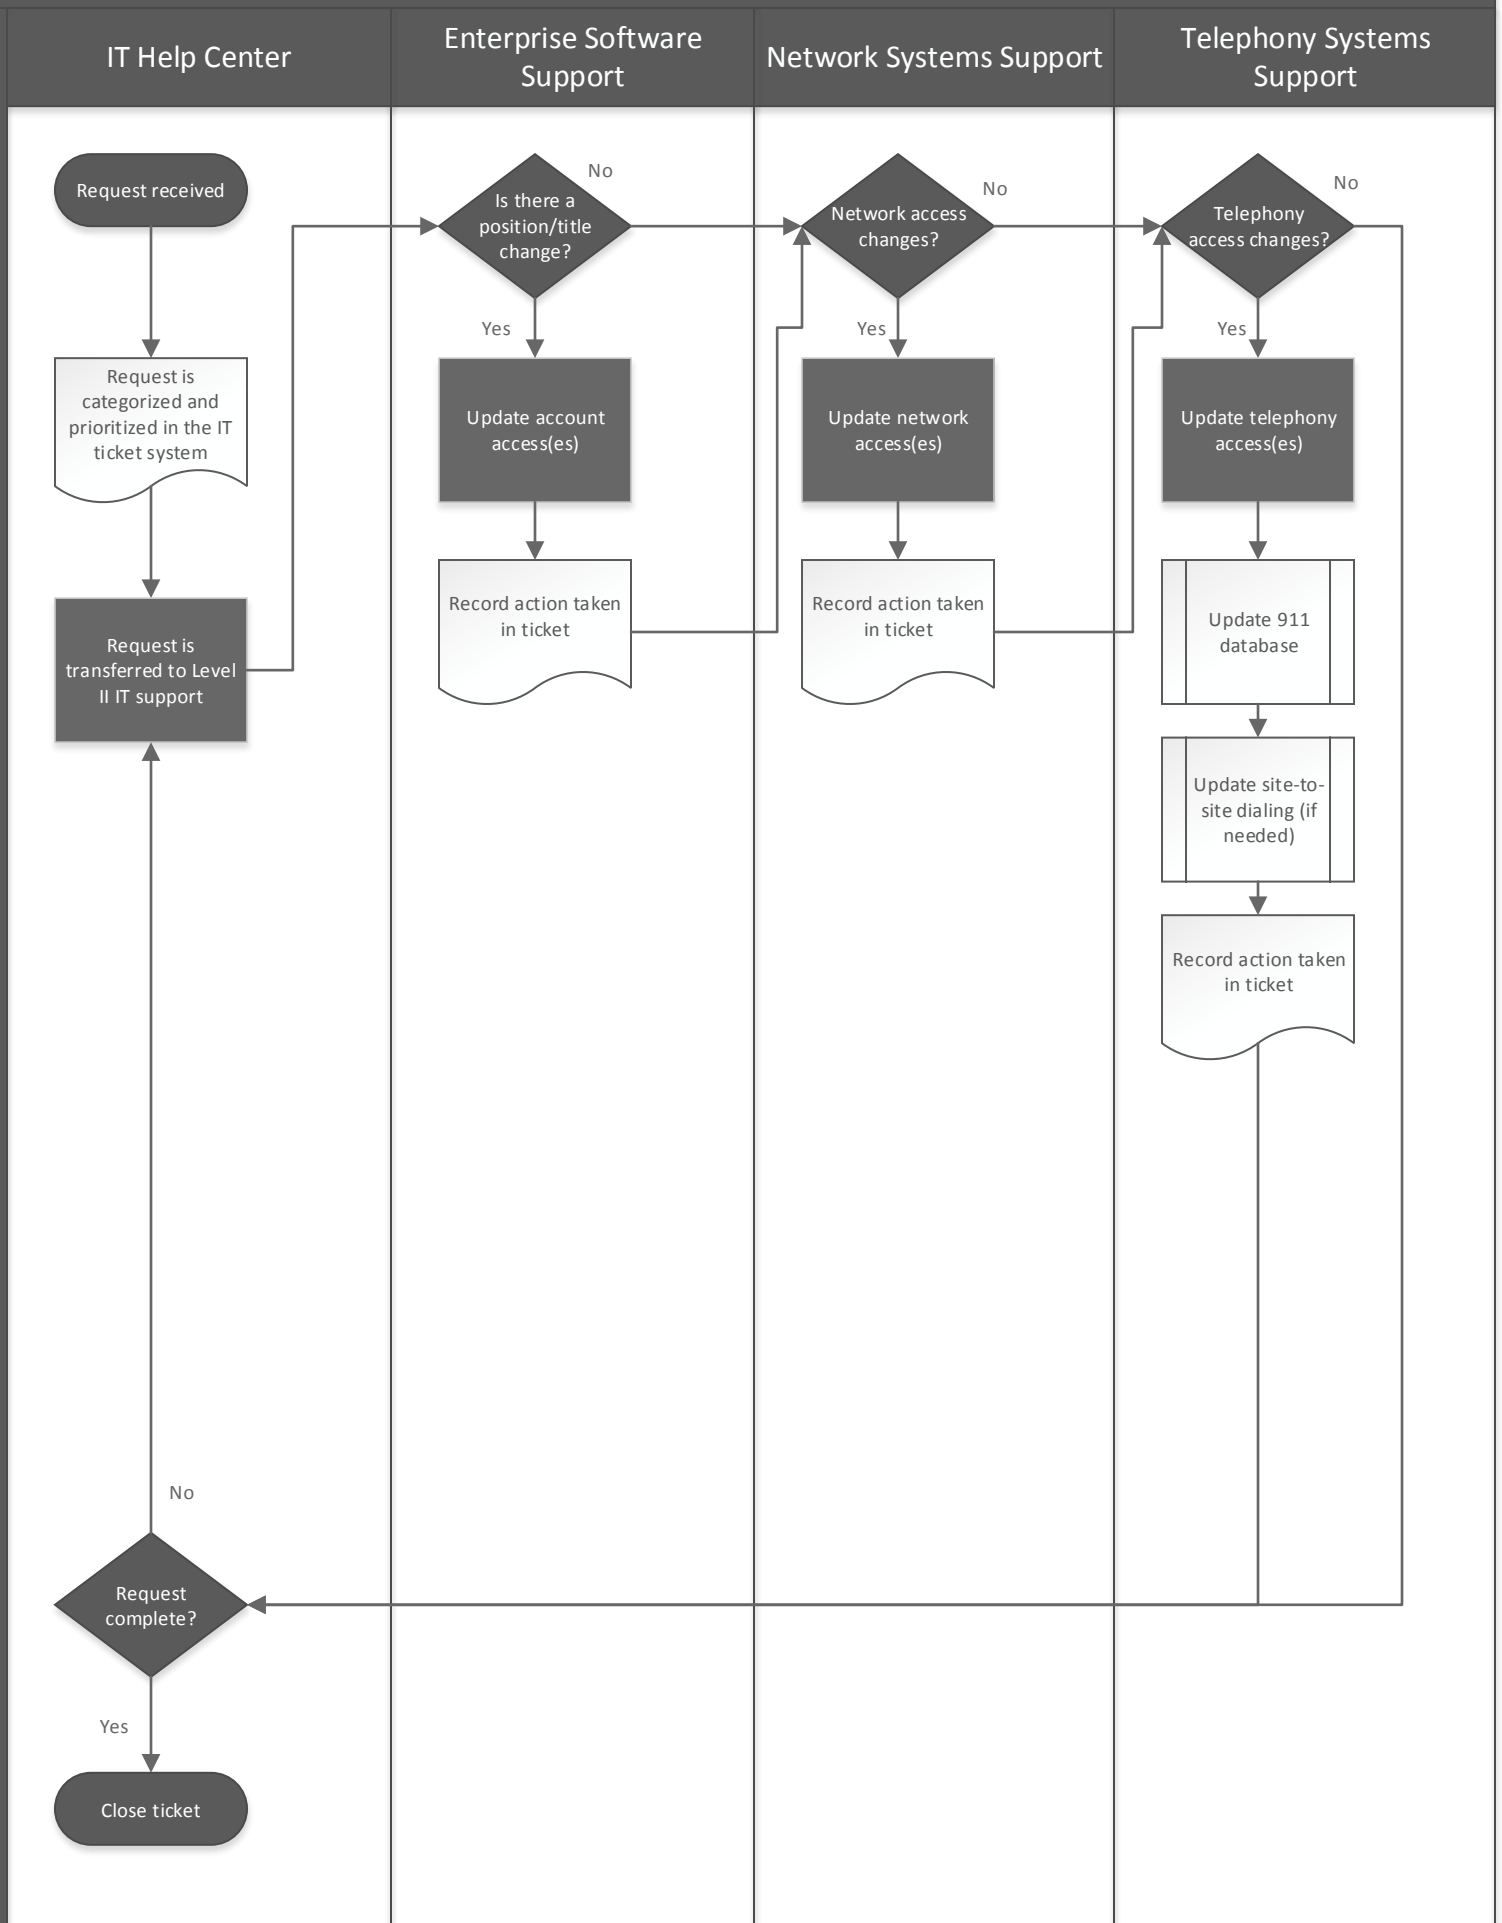 IT Help Center
Enterprise Software
Support
Network Systems Support
Telephony Systems
Support
Request received
Request is
categorized and
prioritized in the IT
ticket system
Request is
transferred to Level
II IT support
No
Request
complete?
Yes
Close ticket
No
Is there a
position/title
change?
Yes
Update account
access(es)
Record action taken
in ticket
No
Network access
changes?
Yes
Update network
access(es)
Record action taken
in ticket
No
Telephony
access changes?
Yes
Update telephony
access(es)
Update 911
database
Update site-to-
site dialing (if
needed)
Record action taken
in ticket